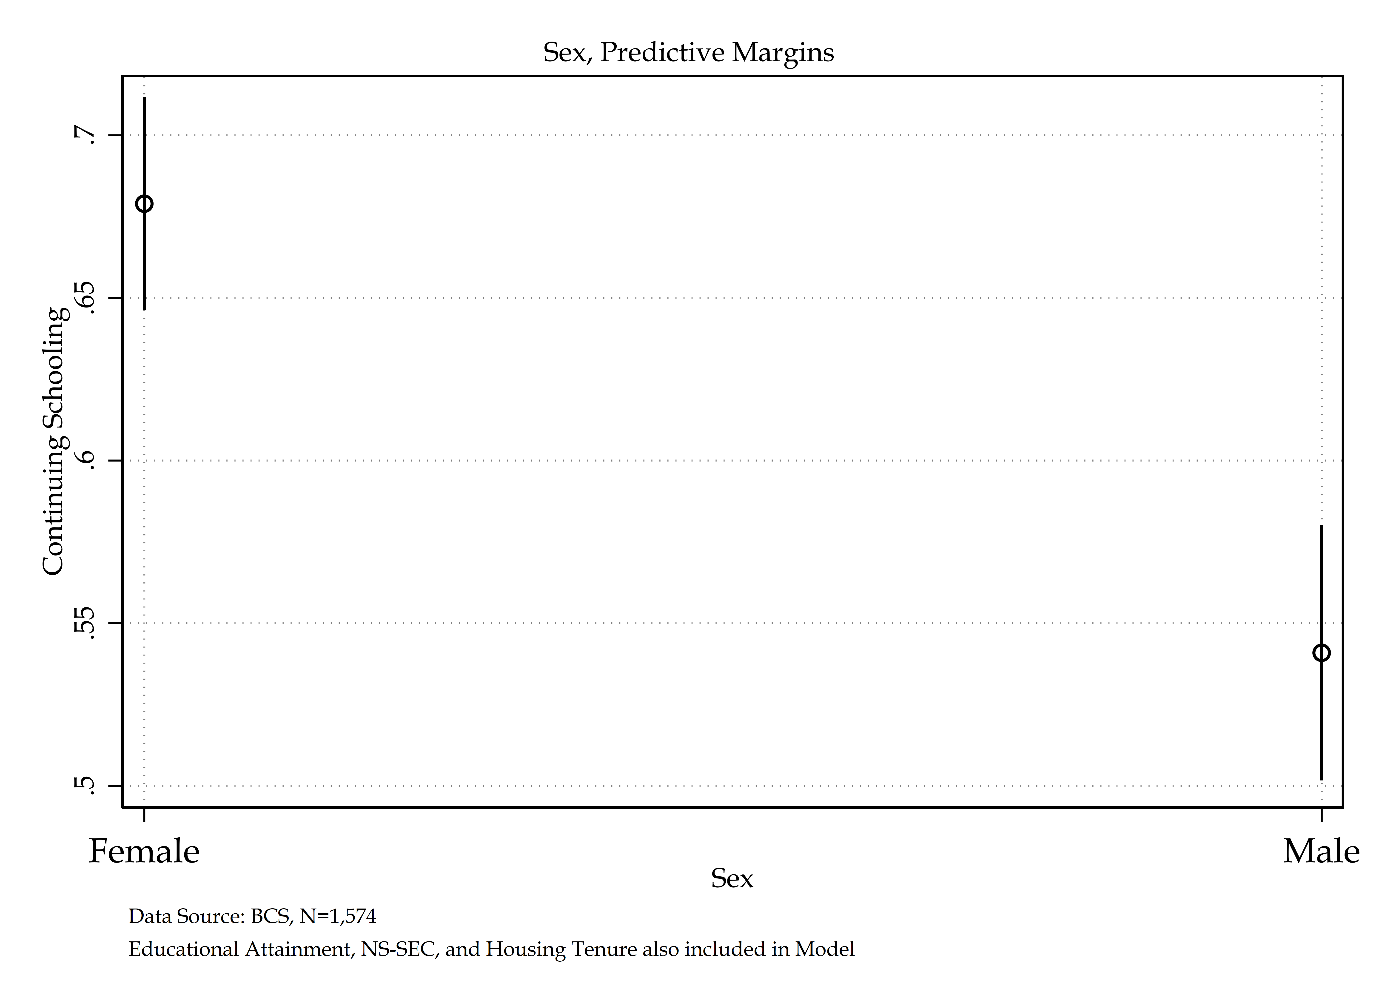 Sex, Predictive Margins
Continuing Schooling
.7
.65
.6
.55
.5
Female
Male
Sex
Data Source: BCS, N=1,574
Educational Attainment, NS-SEC, and Housing Tenure also included in Model